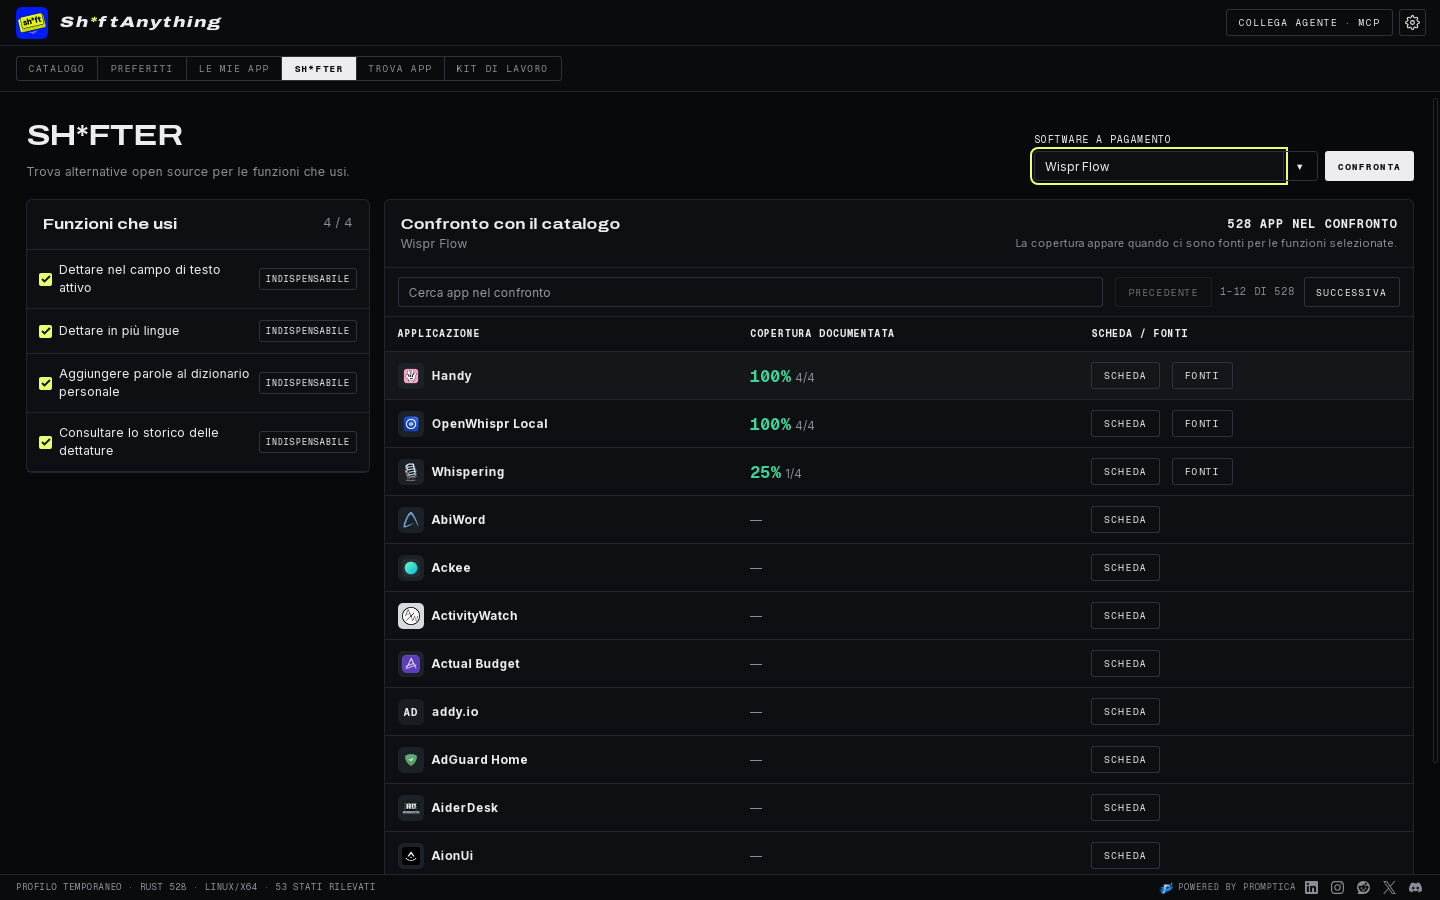 sh*ft
Sh*ftAnything
COLLEGA AGENTE · MCP
CATALOGO
PREFERITI
LE MIE APP
SH*FTER
TROVA APP
KIT DI LAVORO
SH*FTER
Trova alternative open source per le funzioni che usi.
SOFTWARE A PAGAMENTO
Wispr Flow
CONFRONTA
Funzioni che usi
4 / 4
Dettare nel campo di testo
attivo
INDISPENSABILE
Dettare in più lingue
INDISPENSABILE
Aggiungere parole al dizionario
personale
INDISPENSABILE
Consultare lo storico delle
dettature
INDISPENSABILE
Confronto con il catalogo
Wispr Flow
528 APP NEL CONFRONTO
La copertura appare quando ci sono fonti per le funzioni selezionate.
Cerca app nel confronto
PRECEDENTE
1–12 DI 528
SUCCESSIVA
APPLICAZIONE
COPERTURA DOCUMENTATA
SCHEDA / FONTI
Handy
100% 4/4
SCHEDA
FONTI
OpenWhispr Local
100% 4/4
SCHEDA
FONTI
Whispering
25% 1/4
SCHEDA
FONTI
AbiWord
—
SCHEDA
Ackee
—
SCHEDA
ActivityWatch
—
SCHEDA
Actual Budget
—
SCHEDA
AD
addy.io
—
SCHEDA
AdGuard Home
—
SCHEDA
AiderDesk
—
SCHEDA
AionUi
—
SCHEDA
PROFILO TEMPORANEO · RUST 528 · LINUX/X64 · 53 STATI RILEVATI
POWERED BY PROMPTICA